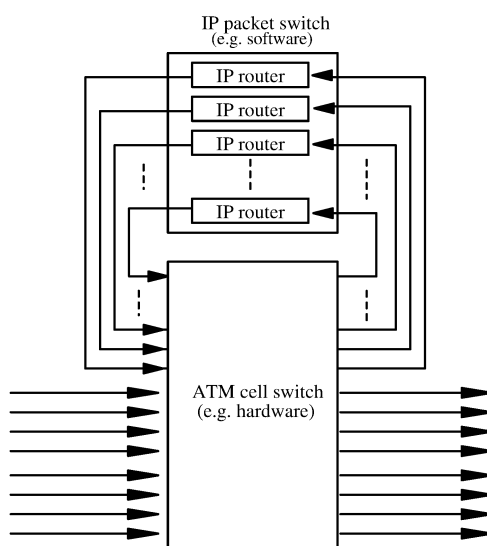 IP packet switch
(e.g. software)
IP router
IP router
IP router
IP router
ATM cell switch
(e.g. hardware)